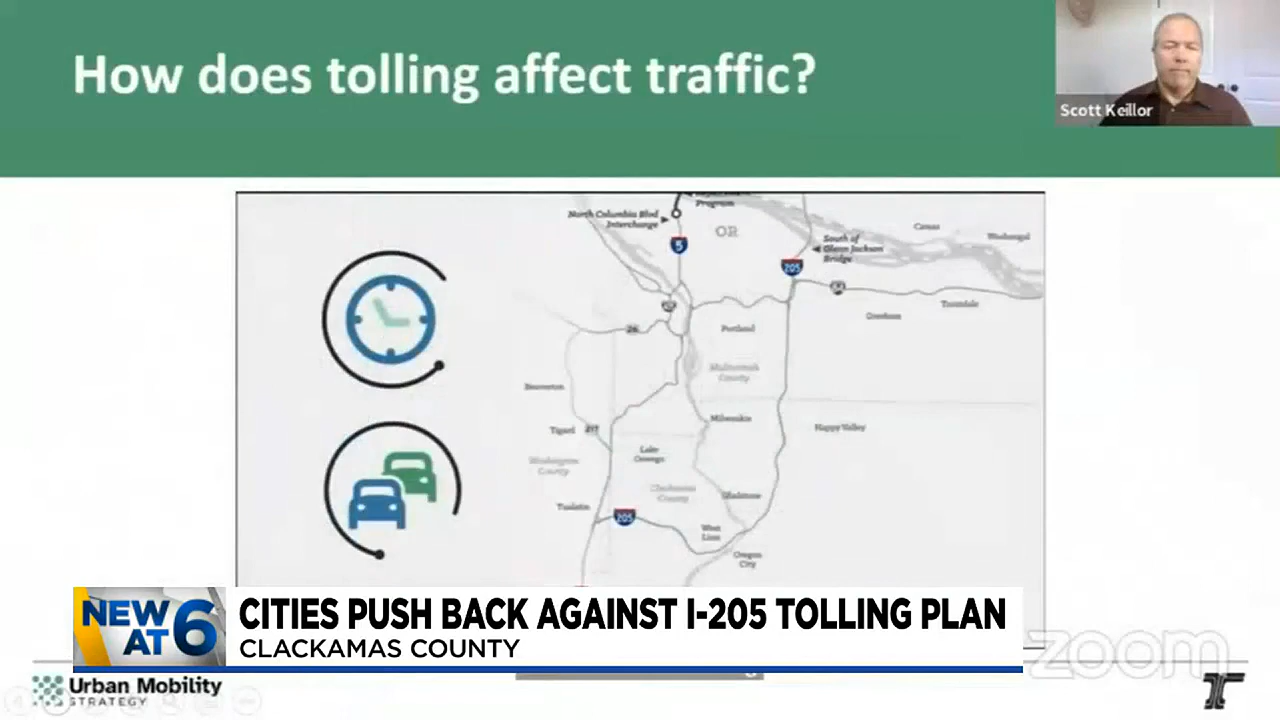 How does tolling affect traffic?
Scott Keillor
Program
North Columbia Blvd
Interchange
OR
5
South of
Glenn Jackson
Bridge
Camas
Washougal
205
84
Troutdale
Gresham
26
Portland
Multnomah
County
Beaverton
Milwaukie
Tigard
217
Happy Valley
Lake
Oswego
Washington
County
Clackamas
County
Gladstone
Tualatin
205
West
Linn
Oregon
City
NEW
AT 6
CITIES PUSH BACK AGAINST I-205 TOLLING PLAN
CLACKAMAS COUNTY
zoom
Urban Mobility
STRATEGY